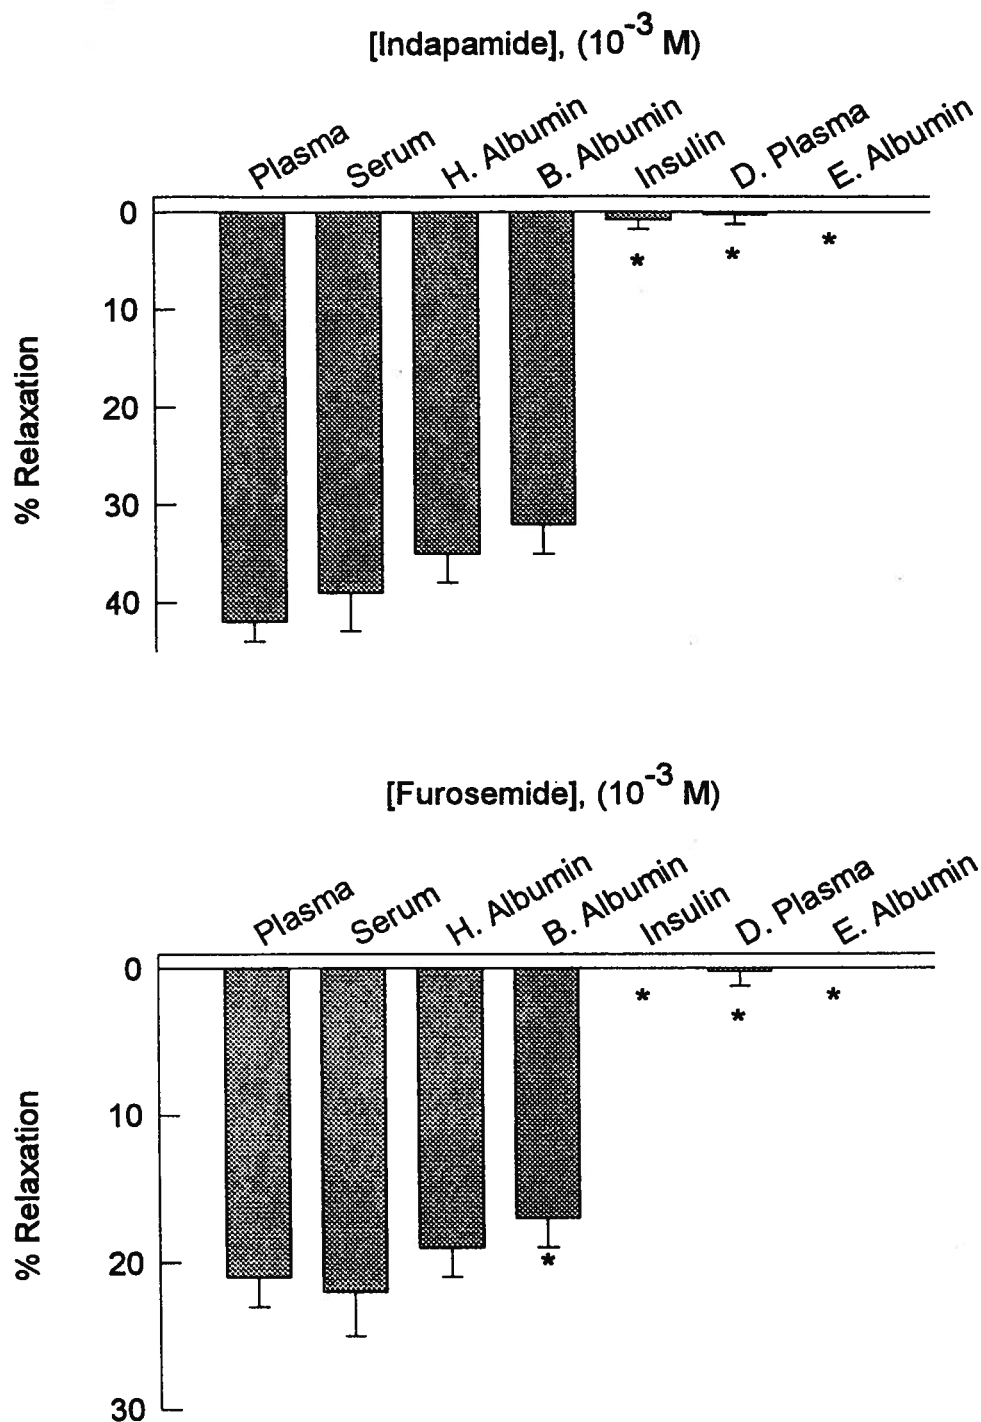 [Indapamide], (10⁻³ M)
Plasma
Serum
H. Albumin
B. Albumin
Insulin
D. Plasma
E. Albumin
0
10
20
30
40
% Relaxation
*
*
*
[Furosemide], (10⁻³ M)
Plasma
Serum
H. Albumin
B. Albumin
Insulin
D. Plasma
E. Albumin
0
10
20
30
% Relaxation
*
*
*
*